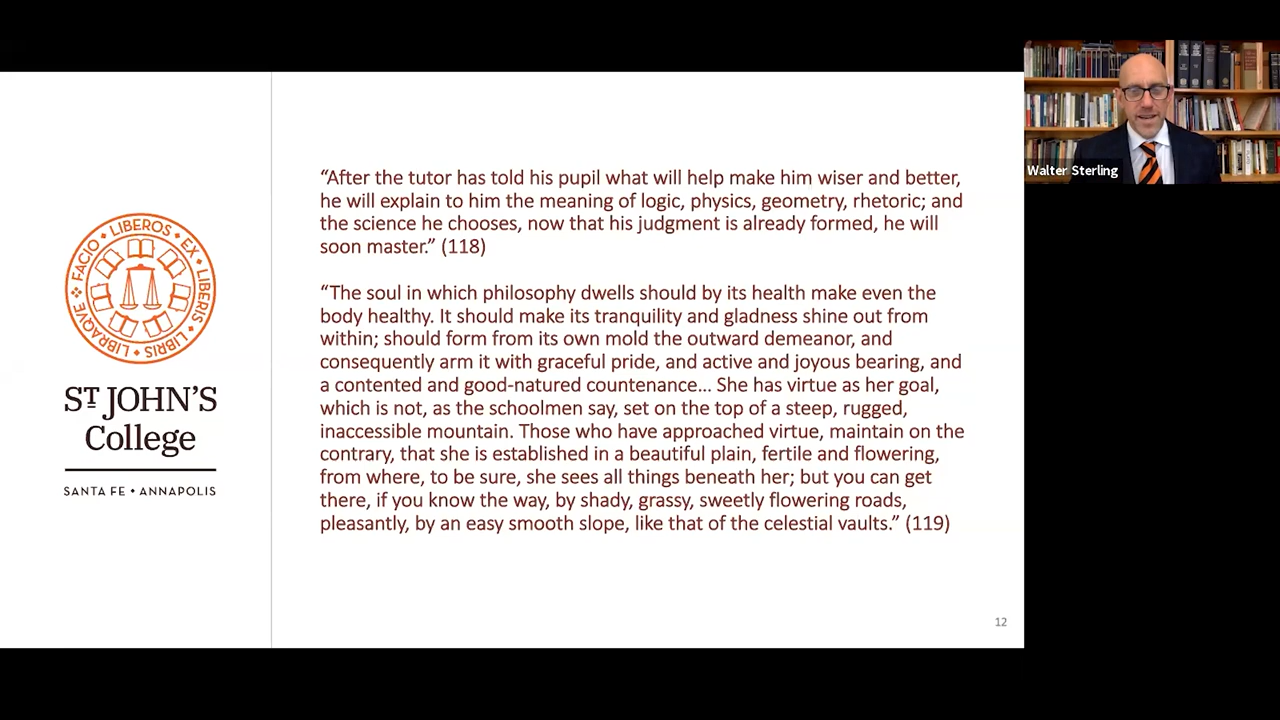 “After the tutor has told his pupil what will help make him wiser and better,
he will explain to him the meaning of logic, physics, geometry, rhetoric; and
the science he chooses, now that his judgment is already formed, he will
soon master.” (118)
“The soul in which philosophy dwells should by its health make even the
body healthy. It should make its tranquility and gladness shine out from
within; should form from its own mold the outward demeanor, and
consequently arm it with graceful pride, and active and joyous bearing, and
a contented and good-natured countenance… She has virtue as her goal,
which is not, as the schoolmen say, set on the top of a steep, rugged,
inaccessible mountain. Those who have approached virtue, maintain on the
contrary, that she is established in a beautiful plain, fertile and flowering,
from where, to be sure, she sees all things beneath her; but you can get
there, if you know the way, by shady, grassy, sweetly flowering roads,
pleasantly, by an easy smooth slope, like that of the celestial vaults.” (119)
FACIO LIBEROS EX LIBERIS LIBRIS LIBRAQVE
ST JOHN'S
College
SANTA FE • ANNAPOLIS
12
Walter Sterling